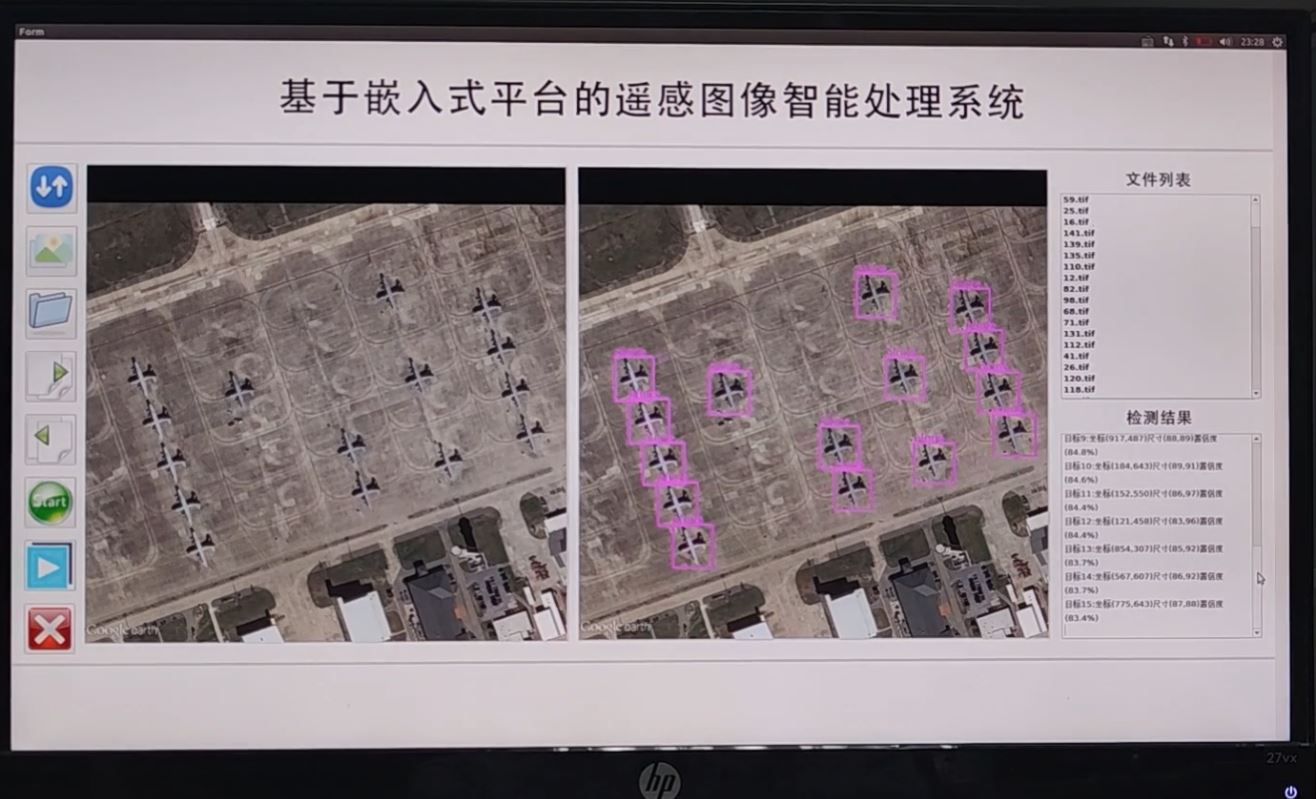 Form
23:28
基于嵌入式平台的遥感图像智能处理系统
Start
Google earth
Google earth
文件列表
59.tif
25.tif
16.tif
141.tif
139.tif
135.tif
110.tif
12.tif
82.tif
98.tif
68.tif
71.tif
131.tif
112.tif
41.tif
26.tif
120.tif
118.tif
检测结果
目标9:坐标(917,487)尺寸(88,89)置信度
(84.8%)
目标10:坐标(184,643)尺寸(89,91)置信度
(84.6%)
目标11:坐标(152,550)尺寸(86,97)置信度
(84.4%)
目标12:坐标(121,458)尺寸(83,96)置信度
(84.4%)
目标13:坐标(854,307)尺寸(85,92)置信度
(83.7%)
目标14:坐标(567,607)尺寸(86,92)置信度
(83.7%)
目标15:坐标(775,643)尺寸(87,88)置信度
(83.4%)
hp
27vx